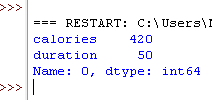 >>>
=== RESTART: C:\Users\
calories    420
duration     50
Name: 0, dtype: int64
>>>